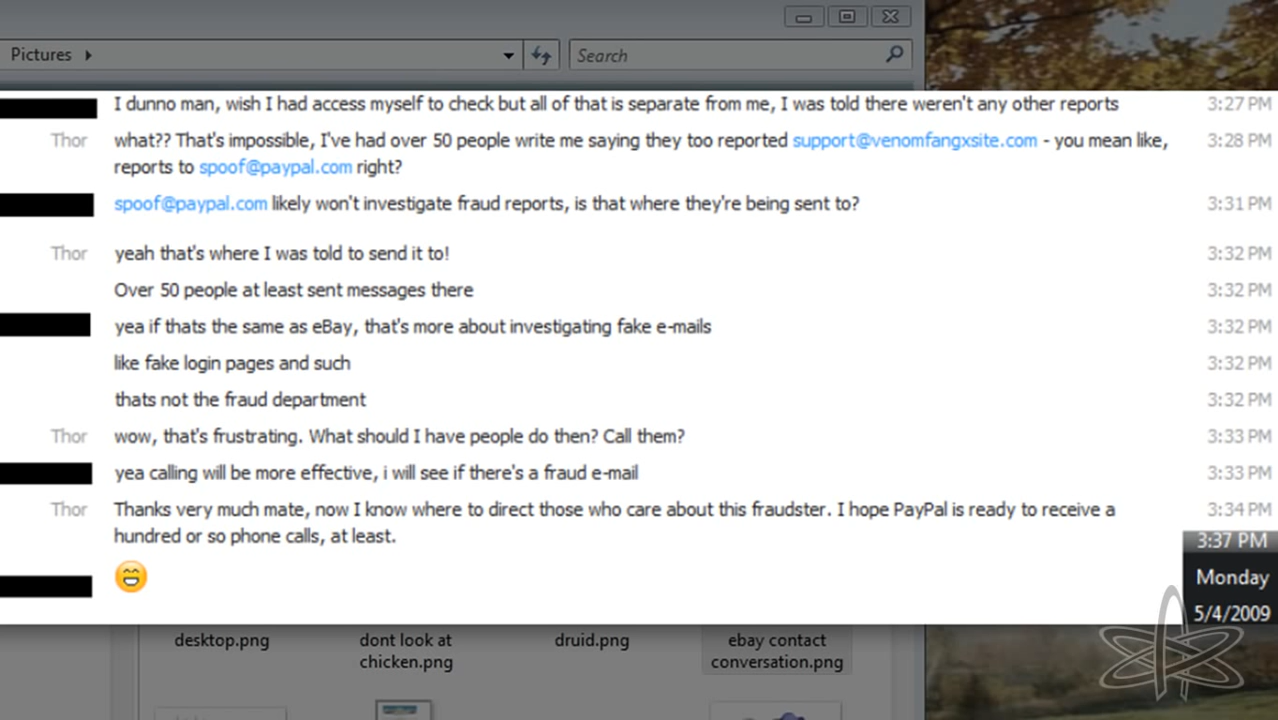 Pictures
Search
I dunno man, wish I had access myself to check but all of that is separate from me, I was told there weren't any other reports 3:27 PM
Thor what?? That's impossible, I've had over 50 people write me saying they too reported support@venomfangxsite.com - you mean like, 3:28 PM
reports to spoof@paypal.com right?
spoof@paypal.com likely won't investigate fraud reports, is that where they're being sent to? 3:31 PM
Thor yeah that's where I was told to send it to! 3:32 PM
Over 50 people at least sent messages there 3:32 PM
yea if thats the same as eBay, that's more about investigating fake e-mails 3:32 PM
like fake login pages and such 3:32 PM
thats not the fraud department 3:32 PM
Thor wow, that's frustrating. What should I have people do then? Call them? 3:33 PM
yea calling will be more effective, i will see if there's a fraud e-mail 3:33 PM
Thor Thanks very much mate, now I know where to direct those who care about this fraudster. I hope PayPal is ready to receive a 3:34 PM
hundred or so phone calls, at least.
3:37 PM
Monday
5/4/2009
desktop.png
dont look at
chicken.png
druid.png
ebay contact
conversation.png